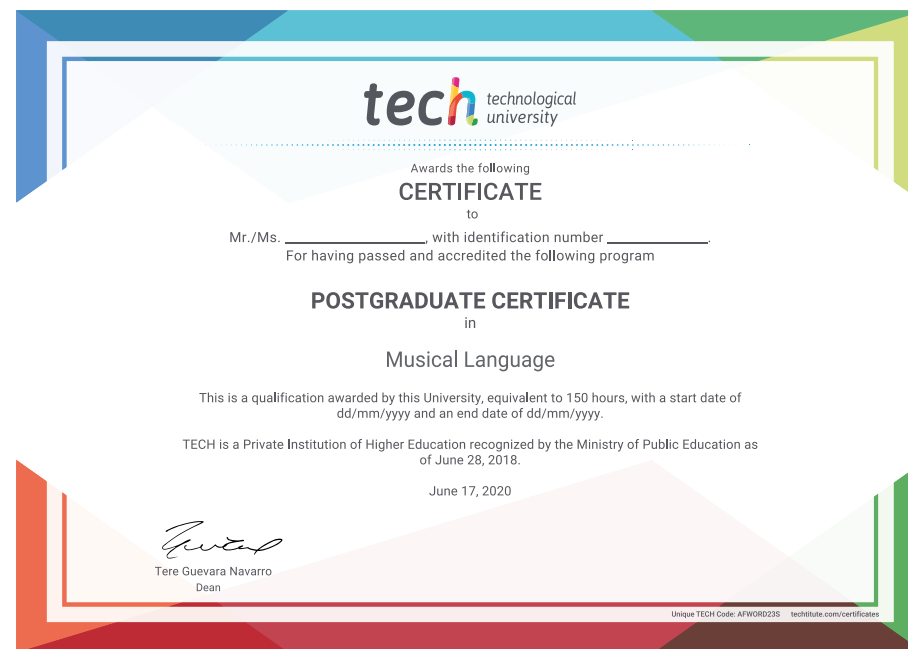 tech technological
university
Awards the following
CERTIFICATE
to
Mr./Ms. ____________________, with identification number ______________.
For having passed and accredited the following program
POSTGRADUATE CERTIFICATE
in
Musical Language
This is a qualification awarded by this University, equivalent to 150 hours, with a start date of
dd/mm/yyyy and an end date of dd/mm/yyyy.
TECH is a Private Institution of Higher Education recognized by the Ministry of Public Education as
of June 28, 2018.
June 17, 2020
Tere Guevara Navarro
Dean
Unique TECH Code: AFWORD23S techtitute.com/certificates